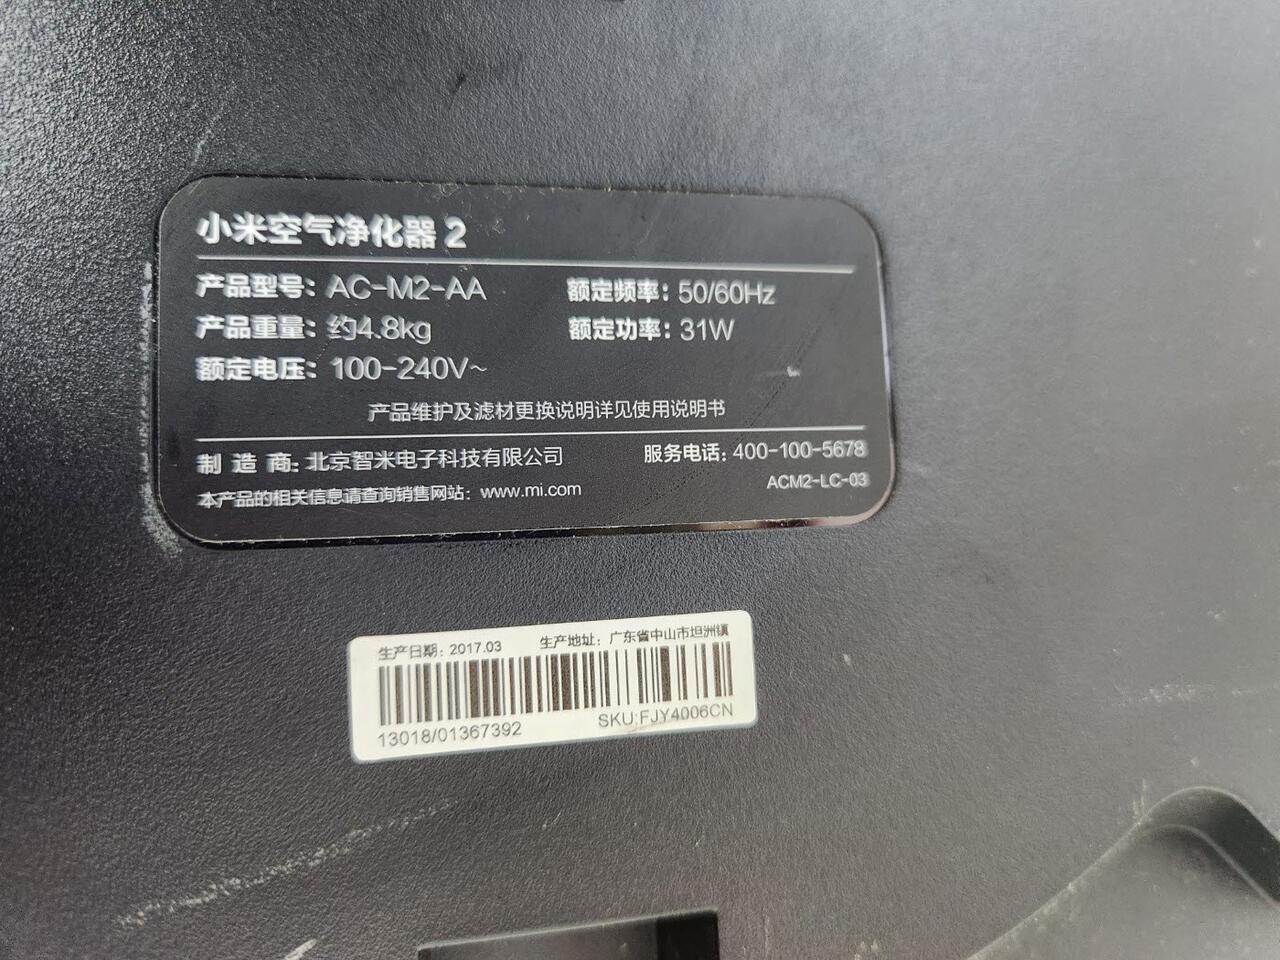 小米空气净化器 2
产品型号: AC-M2-AA 额定频率: 50/60Hz
产品重量: 约4.8kg 额定功率: 31W
额定电压: 100-240V~
产品维护及滤材更换说明详见使用说明书
制 造 商: 北京智米电子科技有限公司 服务电话: 400-100-5678
本产品的相关信息请查询销售网站: www.mi.com ACM2-LC-03
生产日期: 2017.03 生产地址: 广东省中山市坦洲镇
13018/01367392 SKU:FJY4006CN